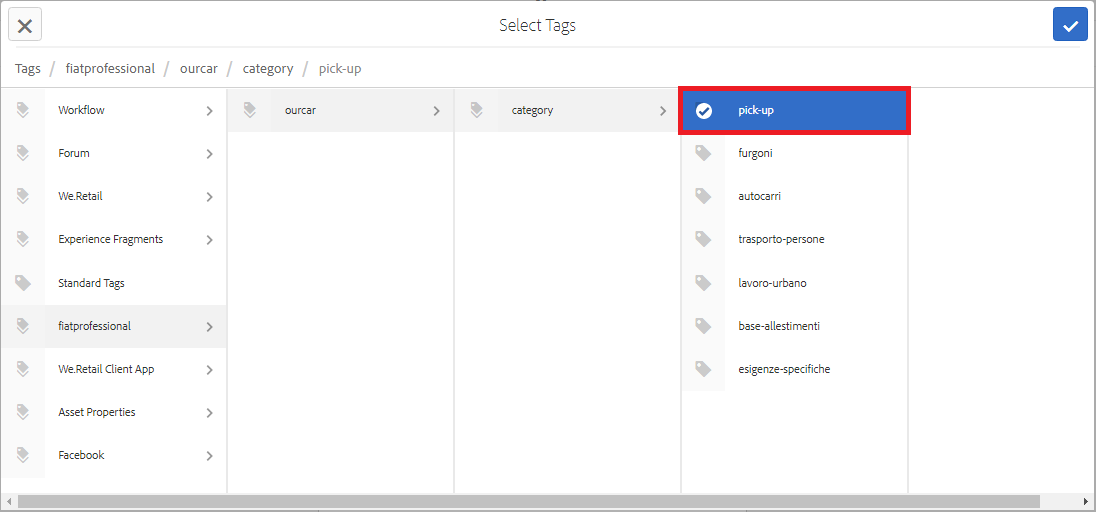 Select Tags
Tags / fiatprofessional / ourcar / category / pick-up
Workflow
Forum
We.Retail
Experience Fragments
Standard Tags
fiatprofessional
We.Retail Client App
Asset Properties
Facebook
ourcar
category
pick-up
furgoni
autocarri
trasporto-persone
lavoro-urbano
base-allestimenti
esigenze-specifiche